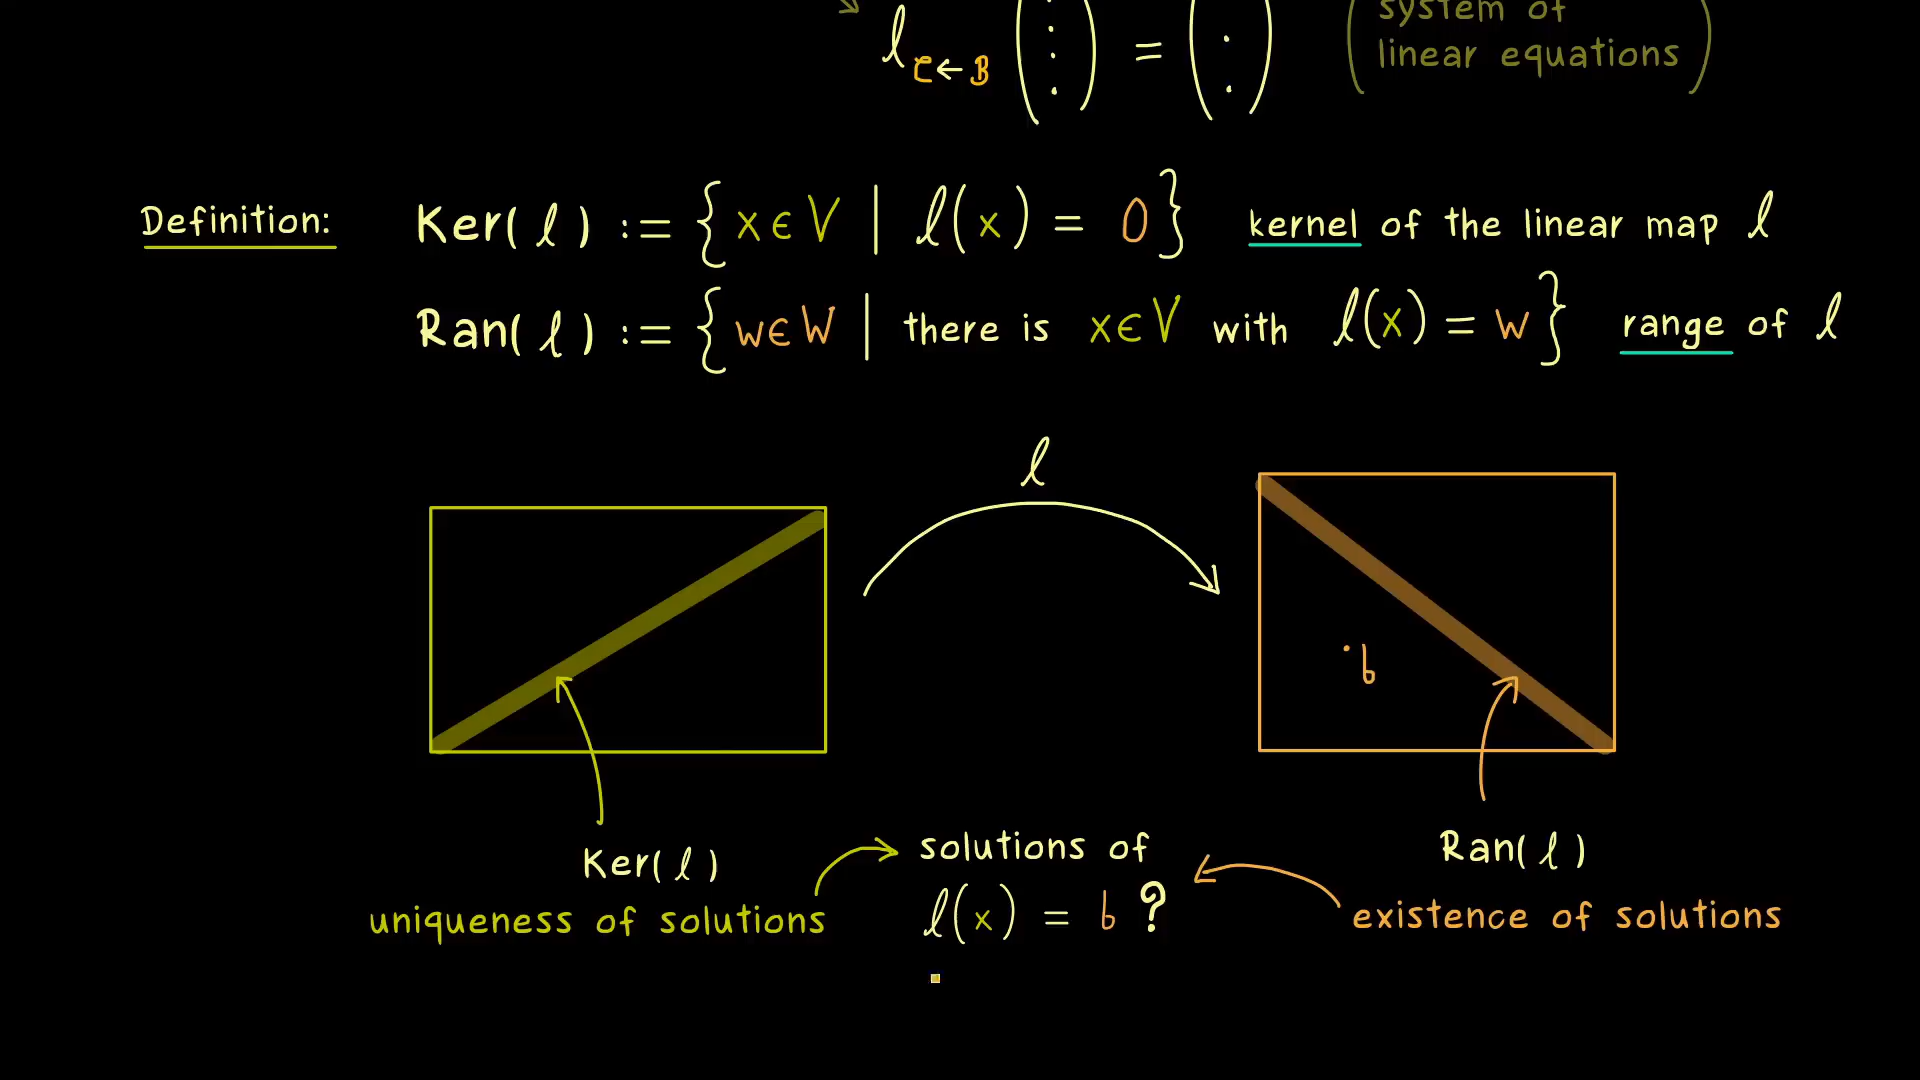 system of
ℓ C←B ( ⋮ ) = ( : ) ( linear equations )
Definition: Ker(ℓ) := { x ∈ V | ℓ(x) = 0 } kernel of the linear map ℓ
Ran(ℓ) := { w ∈ W | there is x ∈ V with ℓ(x) = w } range of ℓ
ℓ
b
Ker(ℓ)
uniqueness of solutions
solutions of
ℓ(x) = b ?
Ran(ℓ)
existence of solutions